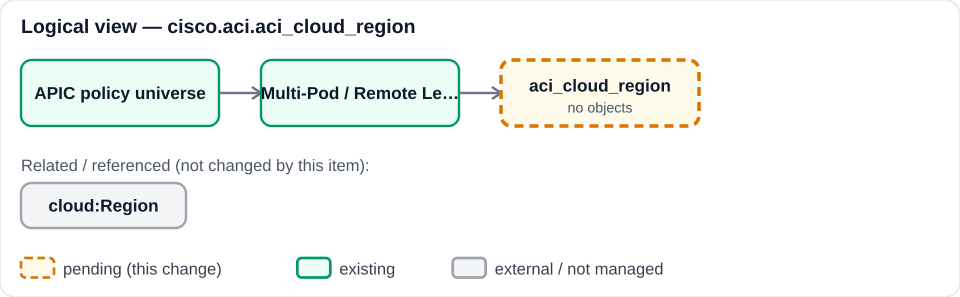 Logical view — cisco.aci.aci_cloud_region
APIC policy universe
Multi-Pod / Remote Le...
aci_cloud_region
no objects
Related / referenced (not changed by this item):
cloud:Region
pending (this change)
existing
external / not managed